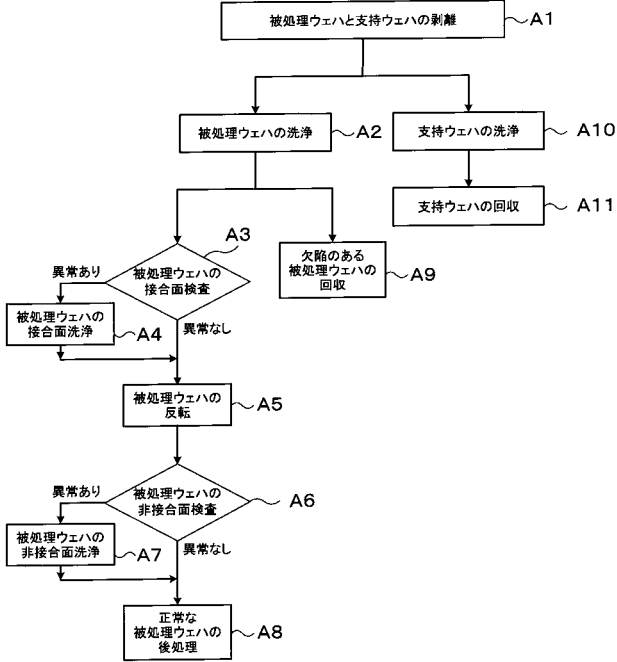 被処理ウェハと支持ウェハの剥離
A1
被処理ウェハの洗浄
A2
支持ウェハの洗浄
A10
支持ウェハの回収
A11
A3
被処理ウェハの
接合面検査
欠陥のある
被処理ウェハの
回収
A9
異常あり
被処理ウェハの
接合面洗浄
A4
異常なし
被処理ウェハの
反転
A5
異常あり
被処理ウェハの
非接合面検査
A6
被処理ウェハの
非接合面洗浄
A7
異常なし
正常な
被処理ウェハの
後処理
A8